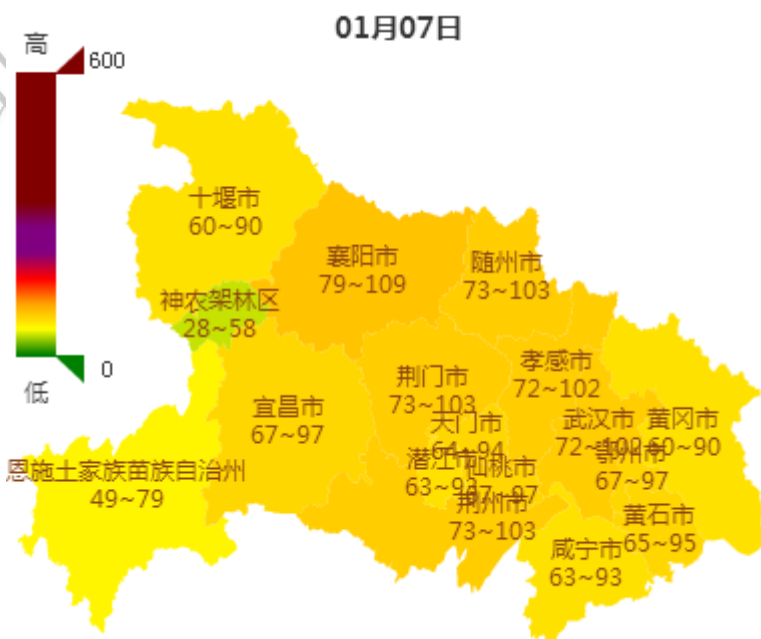 01月07日
高
600
十堰市
60~90
襄阳市
79~109
随州市
73~103
神农架林区
28~58
0
低
孝感市
72~102
荆门市
73~103
宜昌市
67~97
天门市
64~94
武汉市
72~102
黄冈市
60~90
鄂州市
67~97
潜江市
63~93
仙桃市
67~97
恩施土家族苗族自治州
49~79
荆州市
73~103
黄石市
65~95
咸宁市
63~93